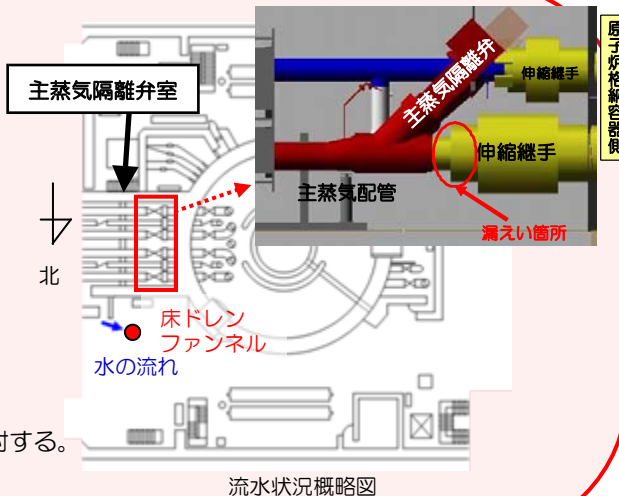 主蒸気隔離弁室
主蒸気隔離弁
伸縮継手
原子炉格納容器側
伸縮継手
主蒸気配管
漏えい箇所
北
床ドレン
ファンネル
水の流れ
対する。
流水状況概略図